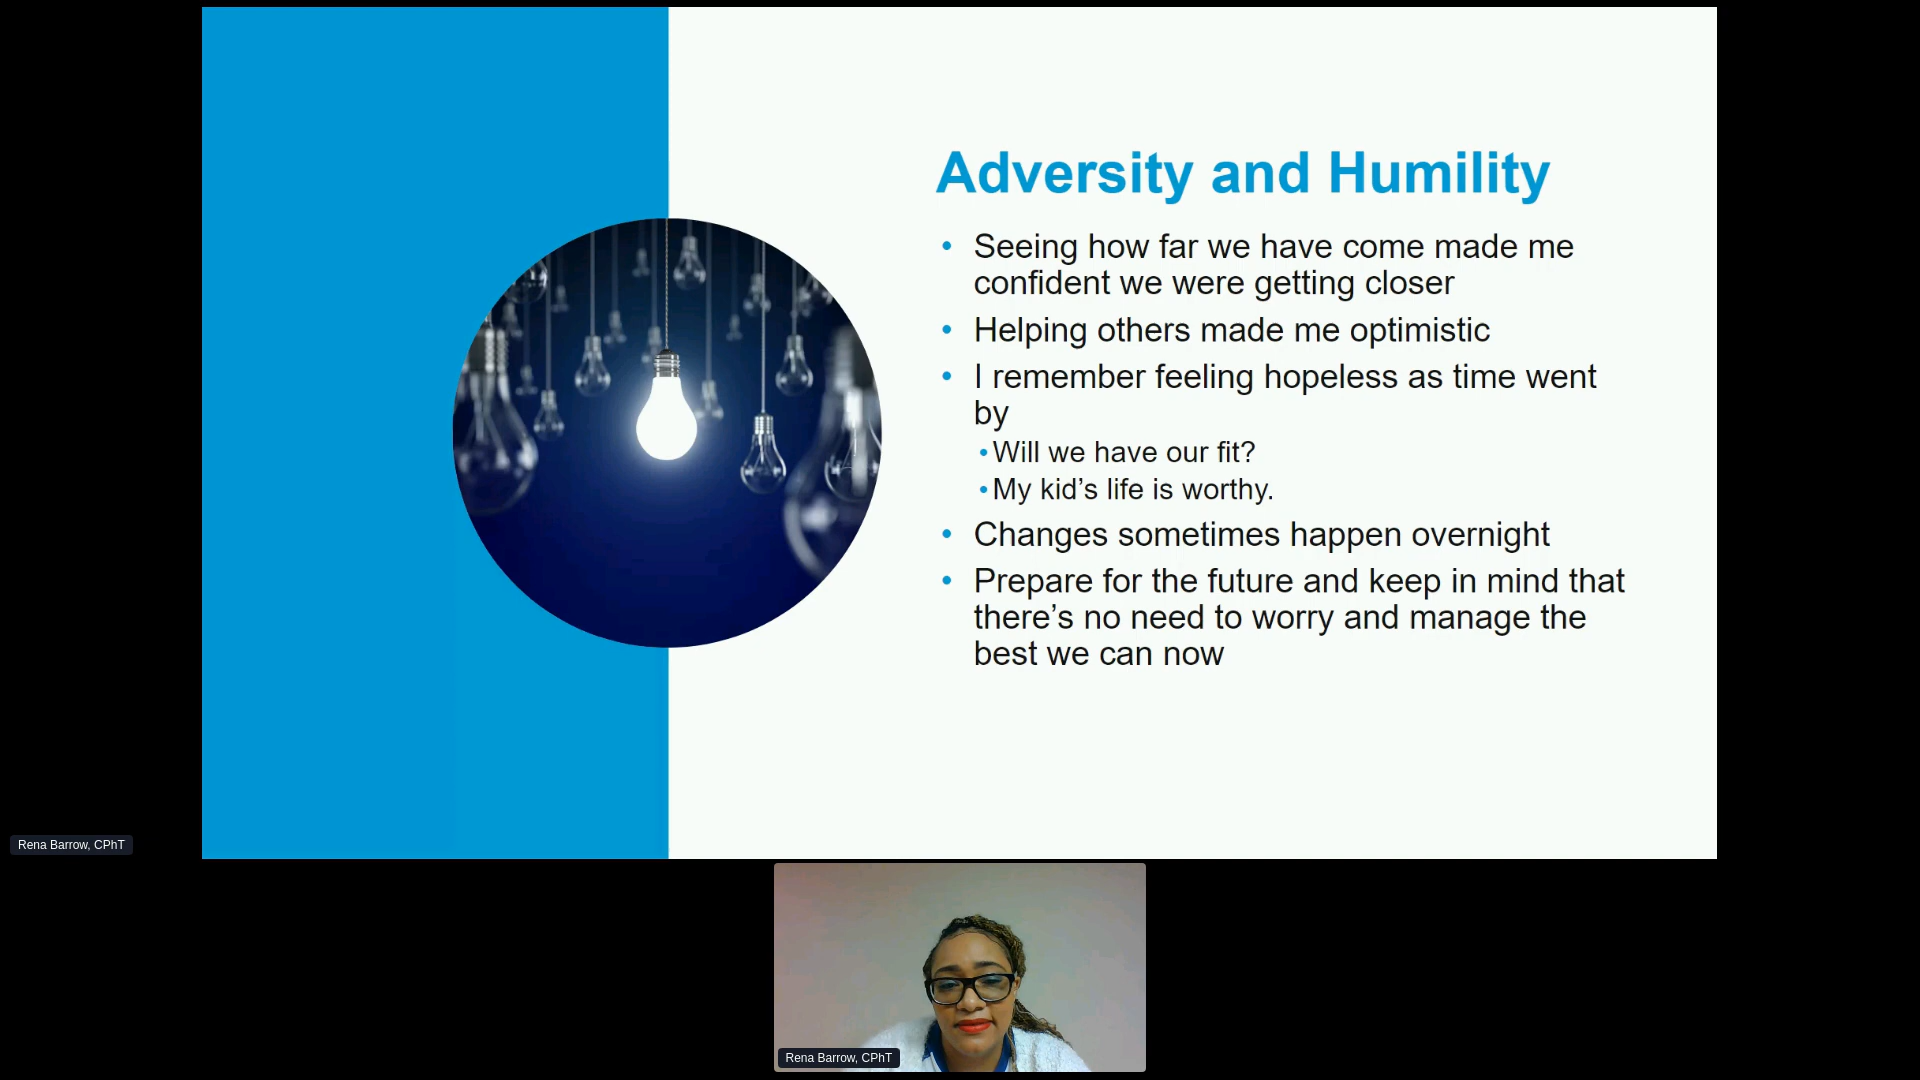 Adversity and Humility
• Seeing how far we have come made me
confident we were getting closer
• Helping others made me optimistic
• I remember feeling hopeless as time went
by
• Will we have our fit?
• My kid’s life is worthy.
• Changes sometimes happen overnight
• Prepare for the future and keep in mind that
there’s no need to worry and manage the
best we can now
Rena Barrow, CPhT
Rena Barrow, CPhT